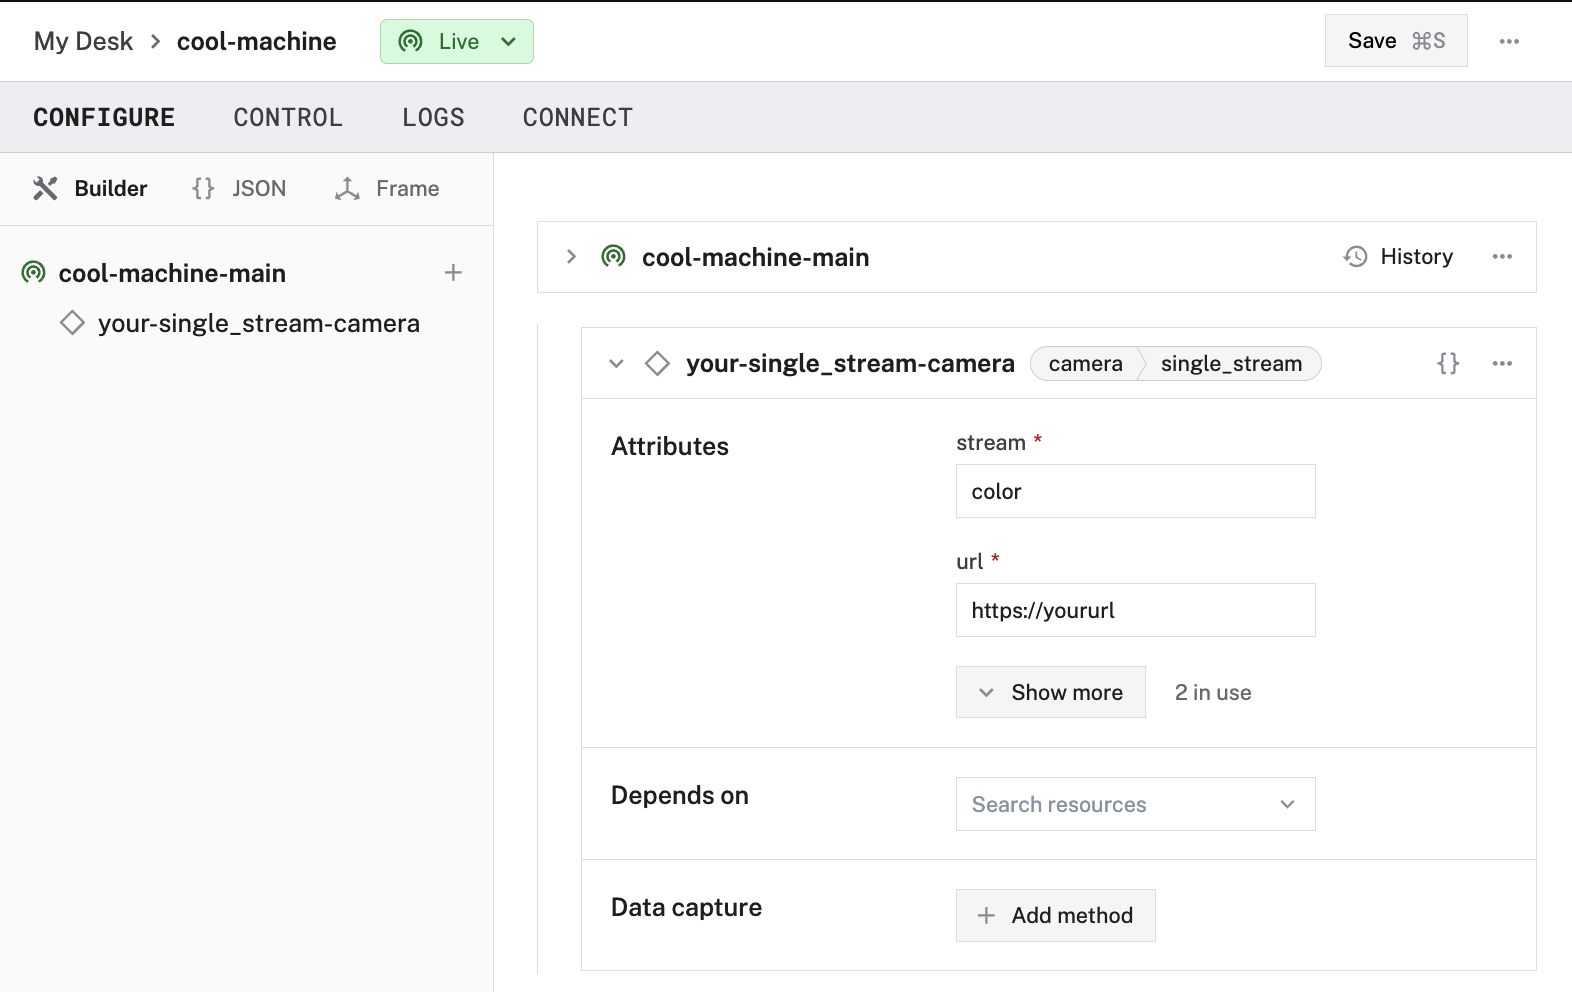 My Desk > cool-machine Live Save ⌘S ...
CONFIGURE CONTROL LOGS CONNECT
Builder {} JSON Frame
cool-machine-main +
your-single_stream-camera
cool-machine-main History ...
your-single_stream-camera camera single_stream {} ...
Attributes
stream *
color
url *
https://yoururl
Show more 2 in use
Depends on Search resources
Data capture + Add method